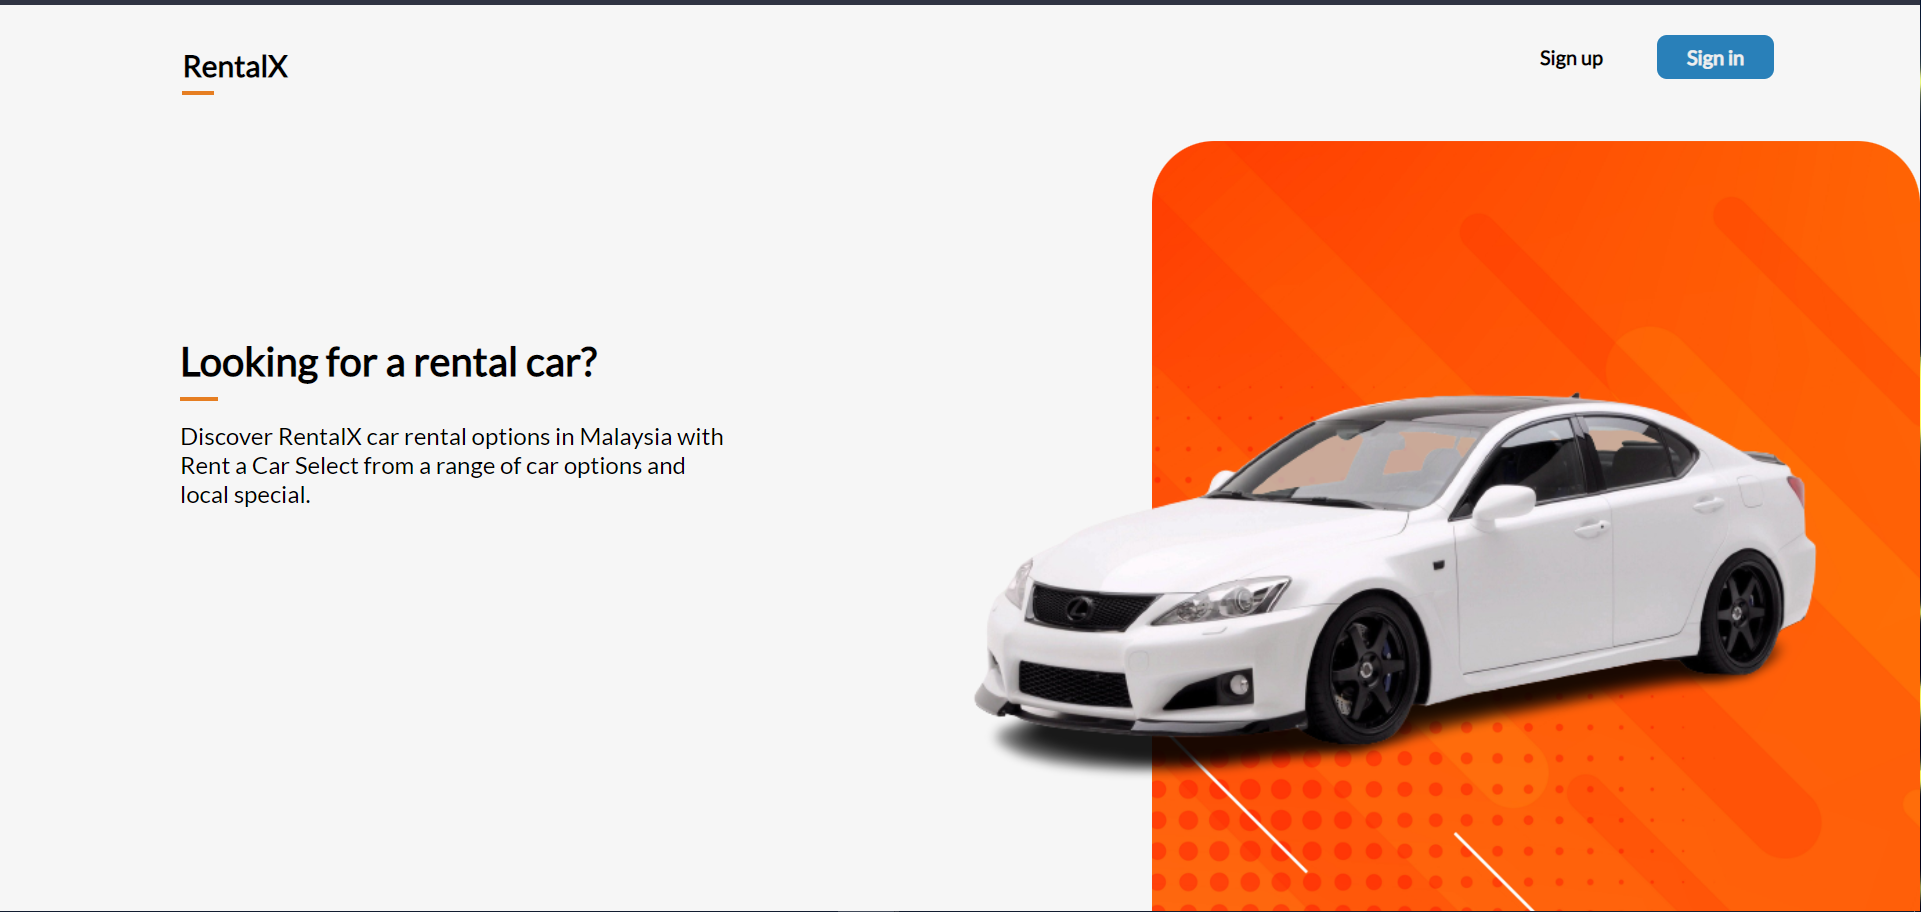 RentalX
Sign up
Sign in
Looking for a rental car?
Discover RentalX car rental options in Malaysia with
Rent a Car Select from a range of car options and
local special.